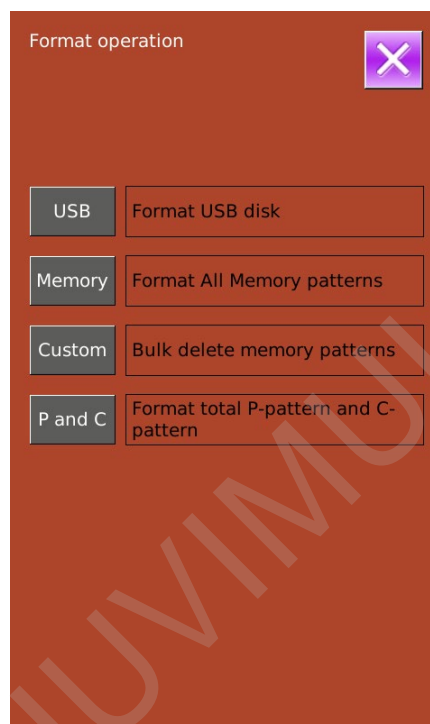 Format operation
USB
Format USB disk
Memory
Format All Memory patterns
Custom
Bulk delete memory patterns
P and C
Format total P-pattern and C-
pattern